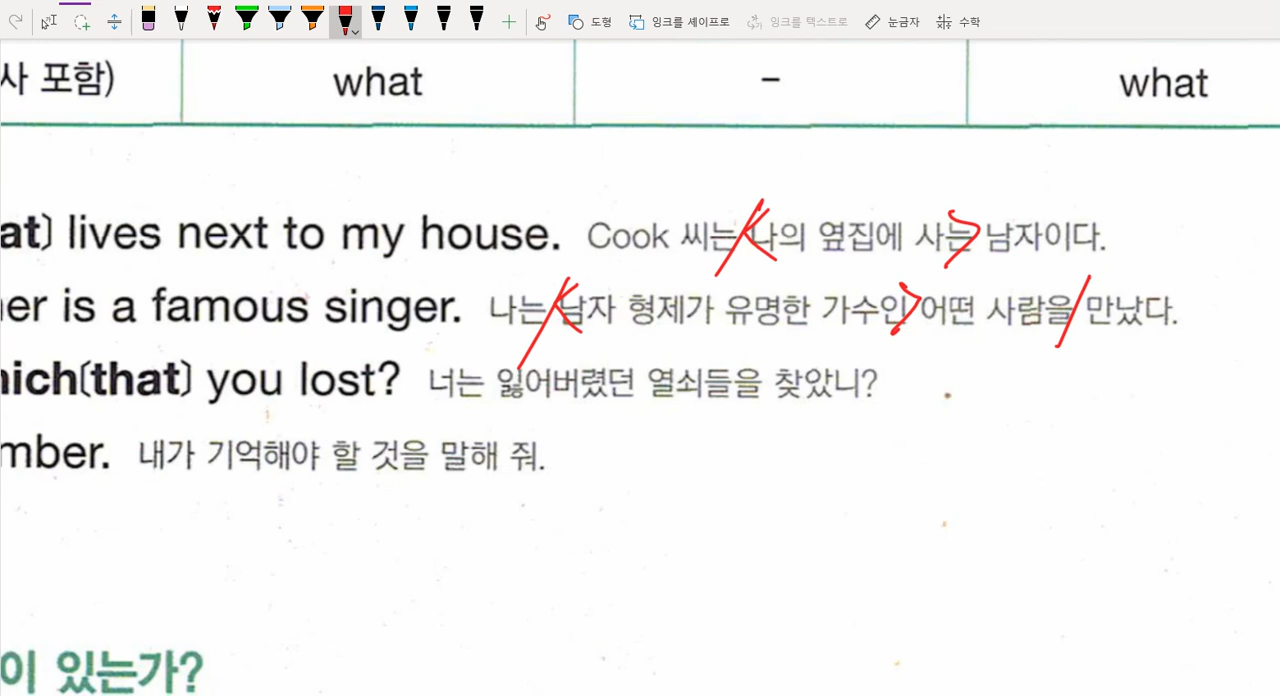 도형 잉크를 셰이프로 잉크를 텍스트로 눈금자 수학
사 포함) what – what
at) lives next to my house. Cook 씨는 나의 옆집에 사는 남자이다.
er is a famous singer. 나는 남자 형제가 유명한 가수인 어떤 사람을 만났다.
hich(that) you lost? 너는 잃어버렸던 열쇠들을 찾았니?
mber. 내가 기억해야 할 것을 말해 줘.
이 있는가?